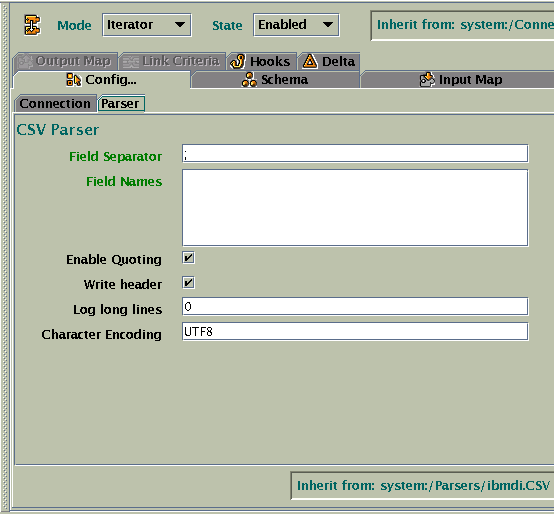 Mode Iterator State Enabled Inherit from: system:/Conne
Output Map Link Criteria Hooks Delta
Config... Schema Input Map
Connection Parser
CSV Parser
Field Separator ;
Field Names
Enable Quoting
Write header
Log long lines 0
Character Encoding UTF8
Inherit from: system:/Parsers/ibmdi.CSV